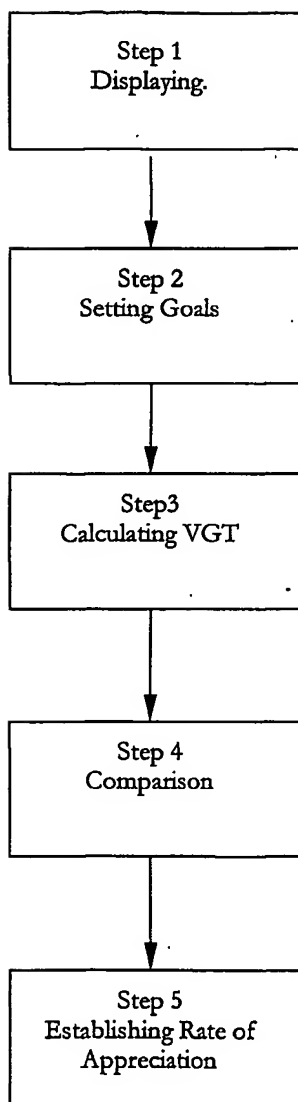 Step 1
Displaying.
Step 2
Setting Goals
Step3
Calculating VGT
Step 4
Comparison
Step 5
Establishing Rate of
Appreciation